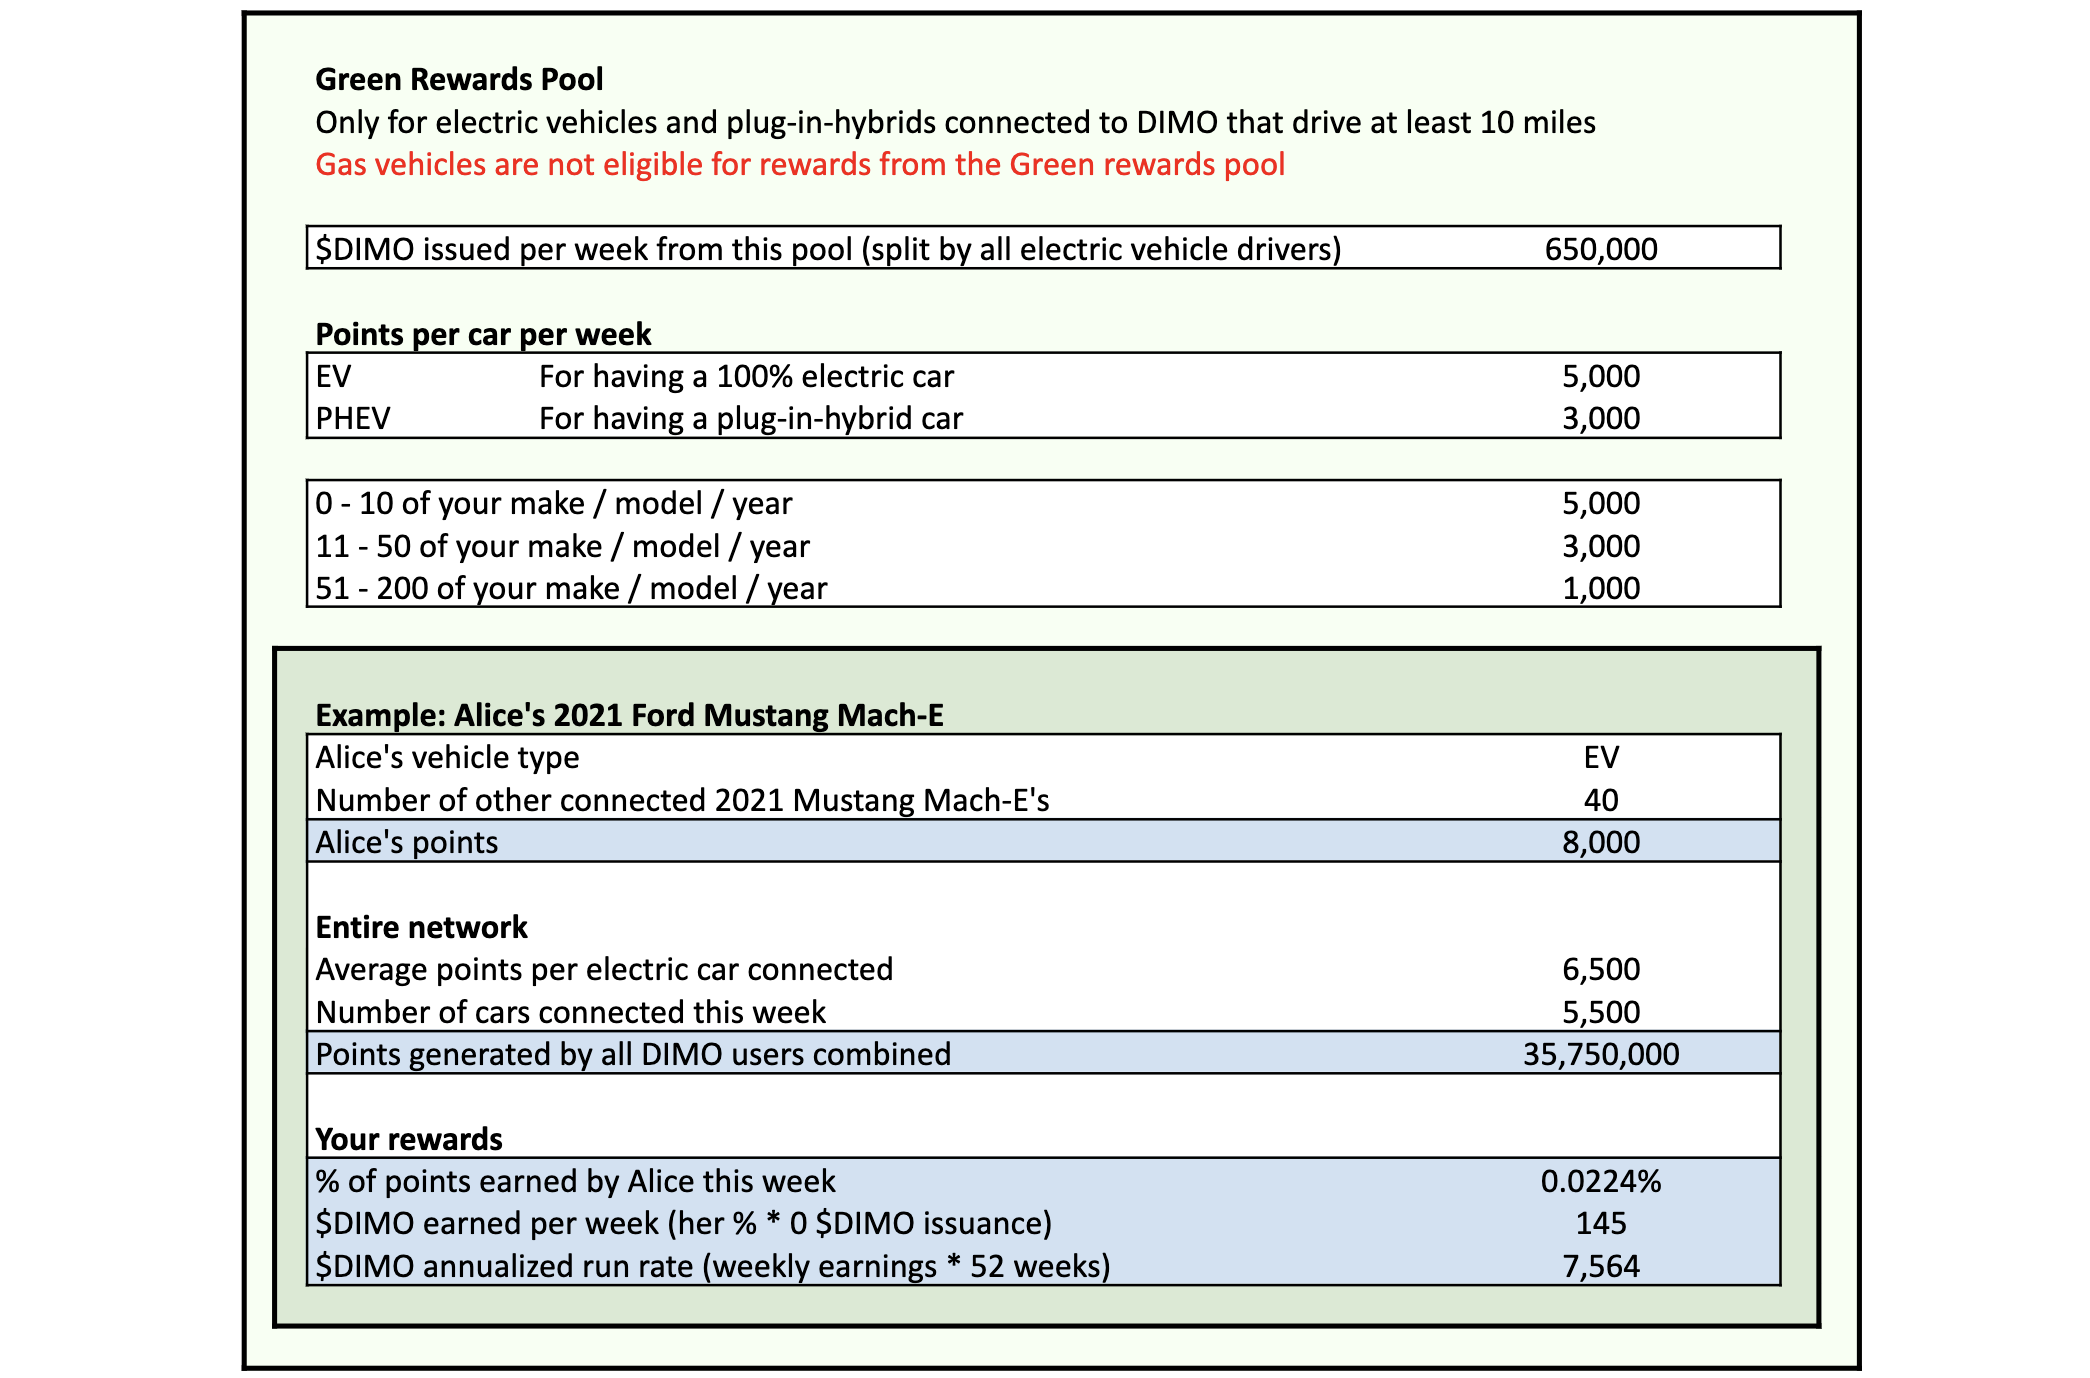 Green Rewards Pool
Only for electric vehicles and plug-in-hybrids connected to DIMO that drive at least 10 miles
Gas vehicles are not eligible for rewards from the Green rewards pool
$DIMO issued per week from this pool (split by all electric vehicle drivers) 650,000
Points per car per week
EV For having a 100% electric car 5,000
PHEV For having a plug-in-hybrid car 3,000
0 - 10 of your make / model / year 5,000
11 - 50 of your make / model / year 3,000
51 - 200 of your make / model / year 1,000
Example: Alice's 2021 Ford Mustang Mach-E
Alice's vehicle type EV
Number of other connected 2021 Mustang Mach-E's 40
Alice's points 8,000
Entire network
Average points per electric car connected 6,500
Number of cars connected this week 5,500
Points generated by all DIMO users combined 35,750,000
Your rewards
% of points earned by Alice this week 0.0224%
$DIMO earned per week (her % * 0 $DIMO issuance) 145
$DIMO annualized run rate (weekly earnings * 52 weeks) 7,564